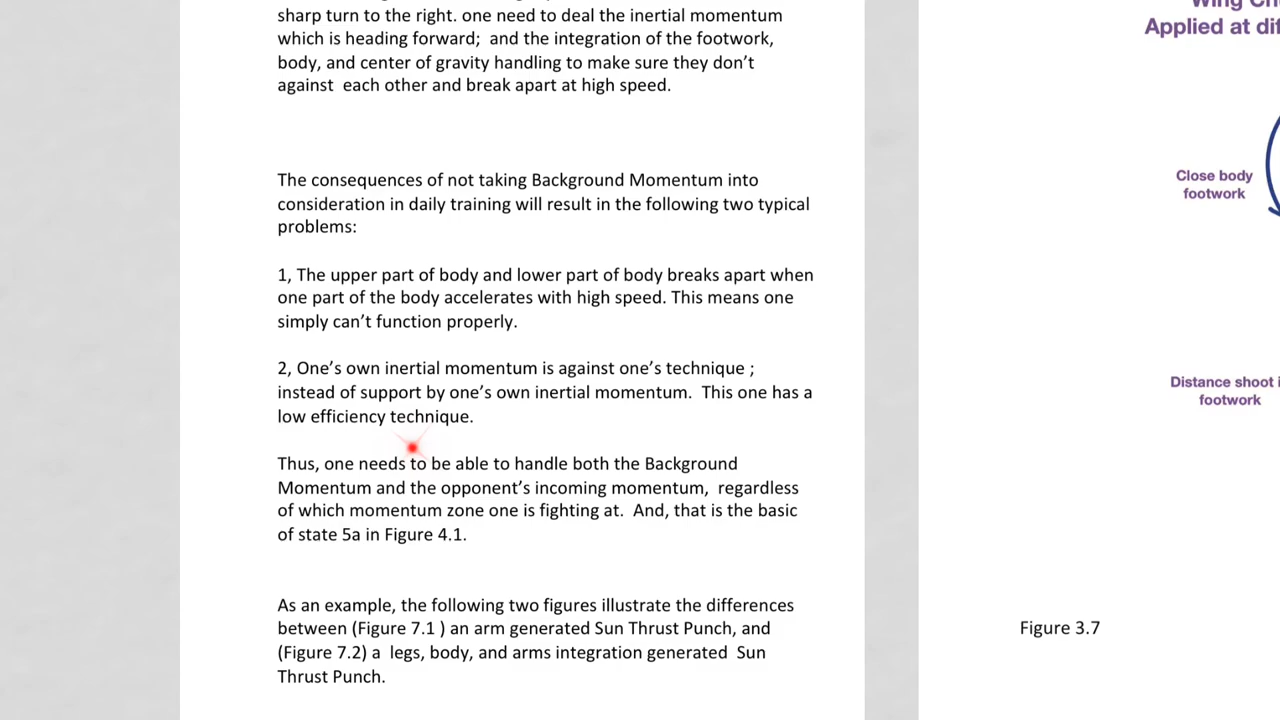 sharp turn to the right. one need to deal the inertial momentum
which is heading forward;  and the integration of the footwork,
body, and center of gravity handling to make sure they don't
against  each other and break apart at high speed.
The consequences of not taking Background Momentum into
consideration in daily training will result in the following two typical
problems:
1, The upper part of body and lower part of body breaks apart when
one part of the body accelerates with high speed. This means one
simply can't function properly.
2, One's own inertial momentum is against one's technique ;
instead of support by one's own inertial momentum.  This one has a
low efficiency technique.
Thus, one needs to be able to handle both the Background
Momentum and the opponent's incoming momentum,  regardless
of which momentum zone one is fighting at.  And, that is the basic
of state 5a in Figure 4.1.
As an example, the following two figures illustrate the differences
between (Figure 7.1 ) an arm generated Sun Thrust Punch, and
(Figure 7.2) a  legs, body, and arms integration generated  Sun
Thrust Punch.
Wing
Applied at
Close body
footwork
Distance shoot
footwork
Figure 3.7